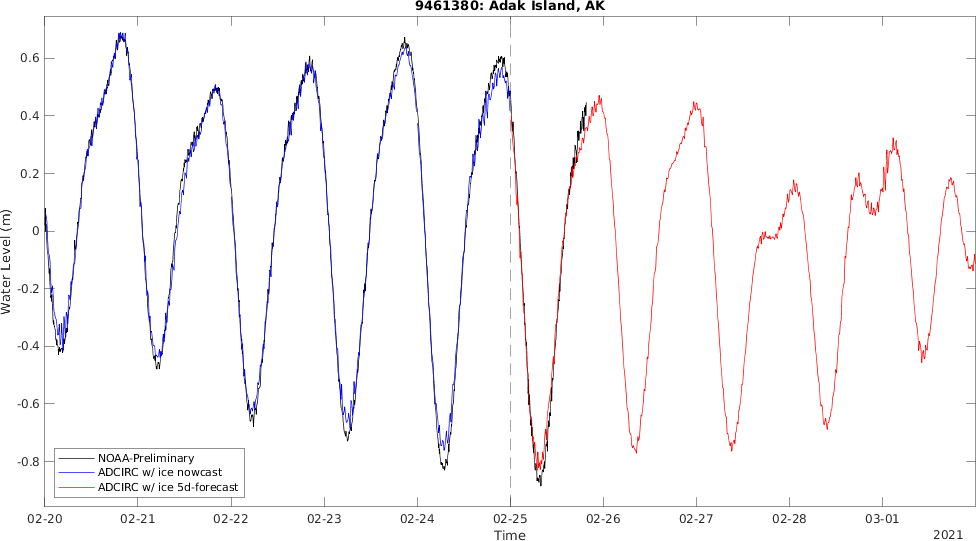 9461380: Adak Island, AK
Water Level (m)
0.6
0.4
0.2
0
-0.2
-0.4
-0.6
-0.8
NOAA-Preliminary
ADCIRC w/ ice nowcast
ADCIRC w/ ice 5d-forecast
02-20 02-21 02-22 02-23 02-24 02-25 02-26 02-27 02-28 03-01
Time
2021